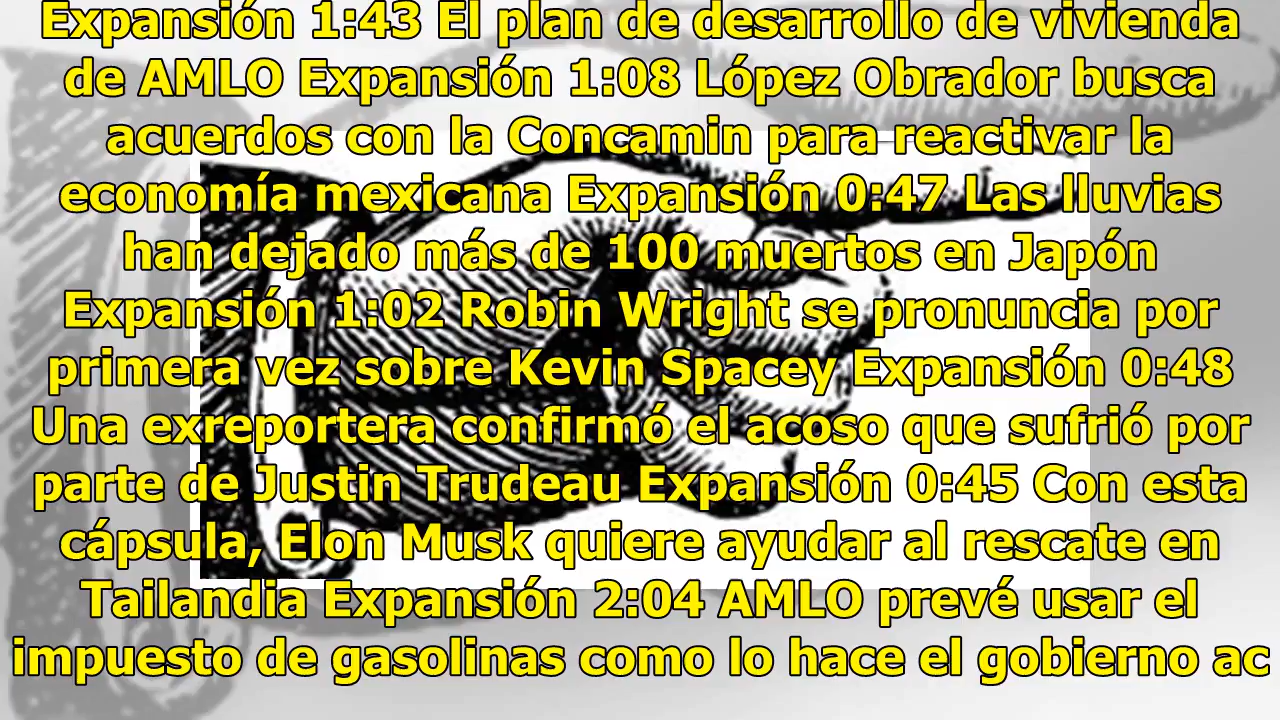 Expansión 1:43 El plan de desarrollo de vivienda
de AMLO Expansión 1:08 López Obrador busca
acuerdos con la Concamin para reactivar la
economía mexicana Expansión 0:47 Las lluvias
han dejado más de 100 muertos en Japón
Expansión 1:02 Robin Wright se pronuncia por
primera vez sobre Kevin Spacey Expansión 0:48
Una exreportera confirmó el acoso que sufrió por
parte de Justin Trudeau Expansión 0:45 Con esta
cápsula, Elon Musk quiere ayudar al rescate en
Tailandia Expansión 2:04 AMLO prevé usar el
impuesto de gasolinas como lo hace el gobierno ac